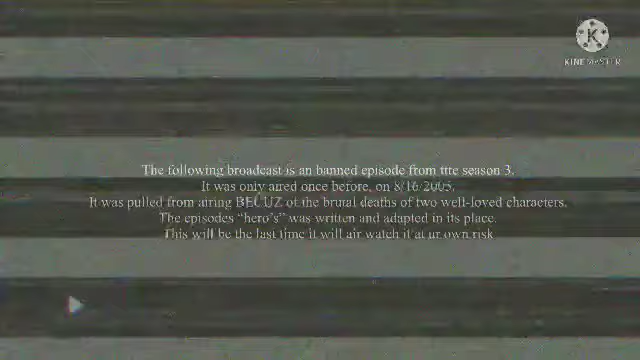 K
KINEMASTER
The following broadcast is an banned episode from ttte season 3.
It was only aired once before, on 8/16/2005.
It was pulled from airing BECUZ of the brutal deaths of two well-loved characters.
The episodes "hero's" was written and adapted in its place.
This will be the last time it will air watch it at ur own risk